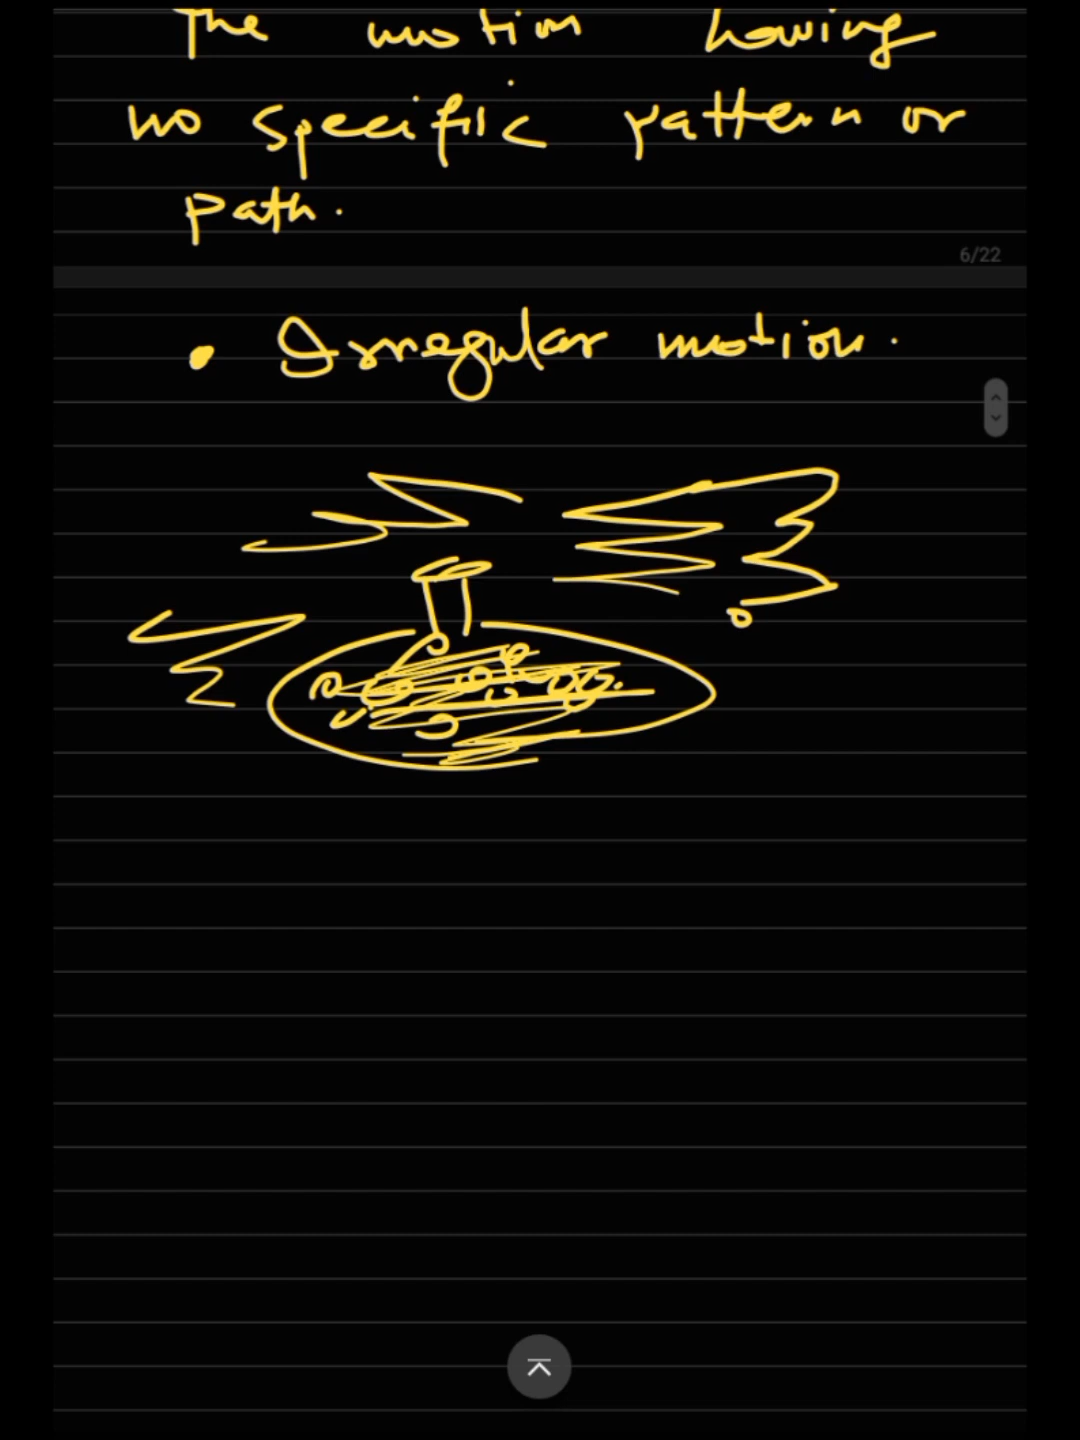 The motion having
no specific pattern or
path.
6/22
• Irregular motion.